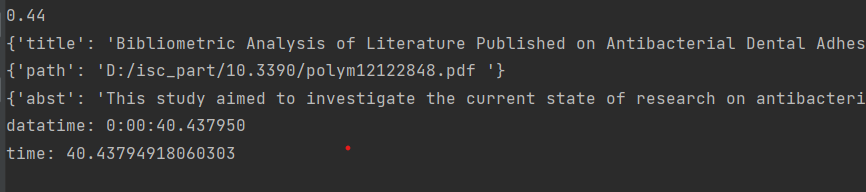 0.44
{'title': 'Bibliometric Analysis of Literature Published on Antibacterial Dental Adhes
{'path': 'D:/isc_part/10.3390/polym12122848.pdf '}
{'abst': 'This study aimed to investigate the current state of research on antibacteri
datatime: 0:00:40.437950
time: 40.43794918060303